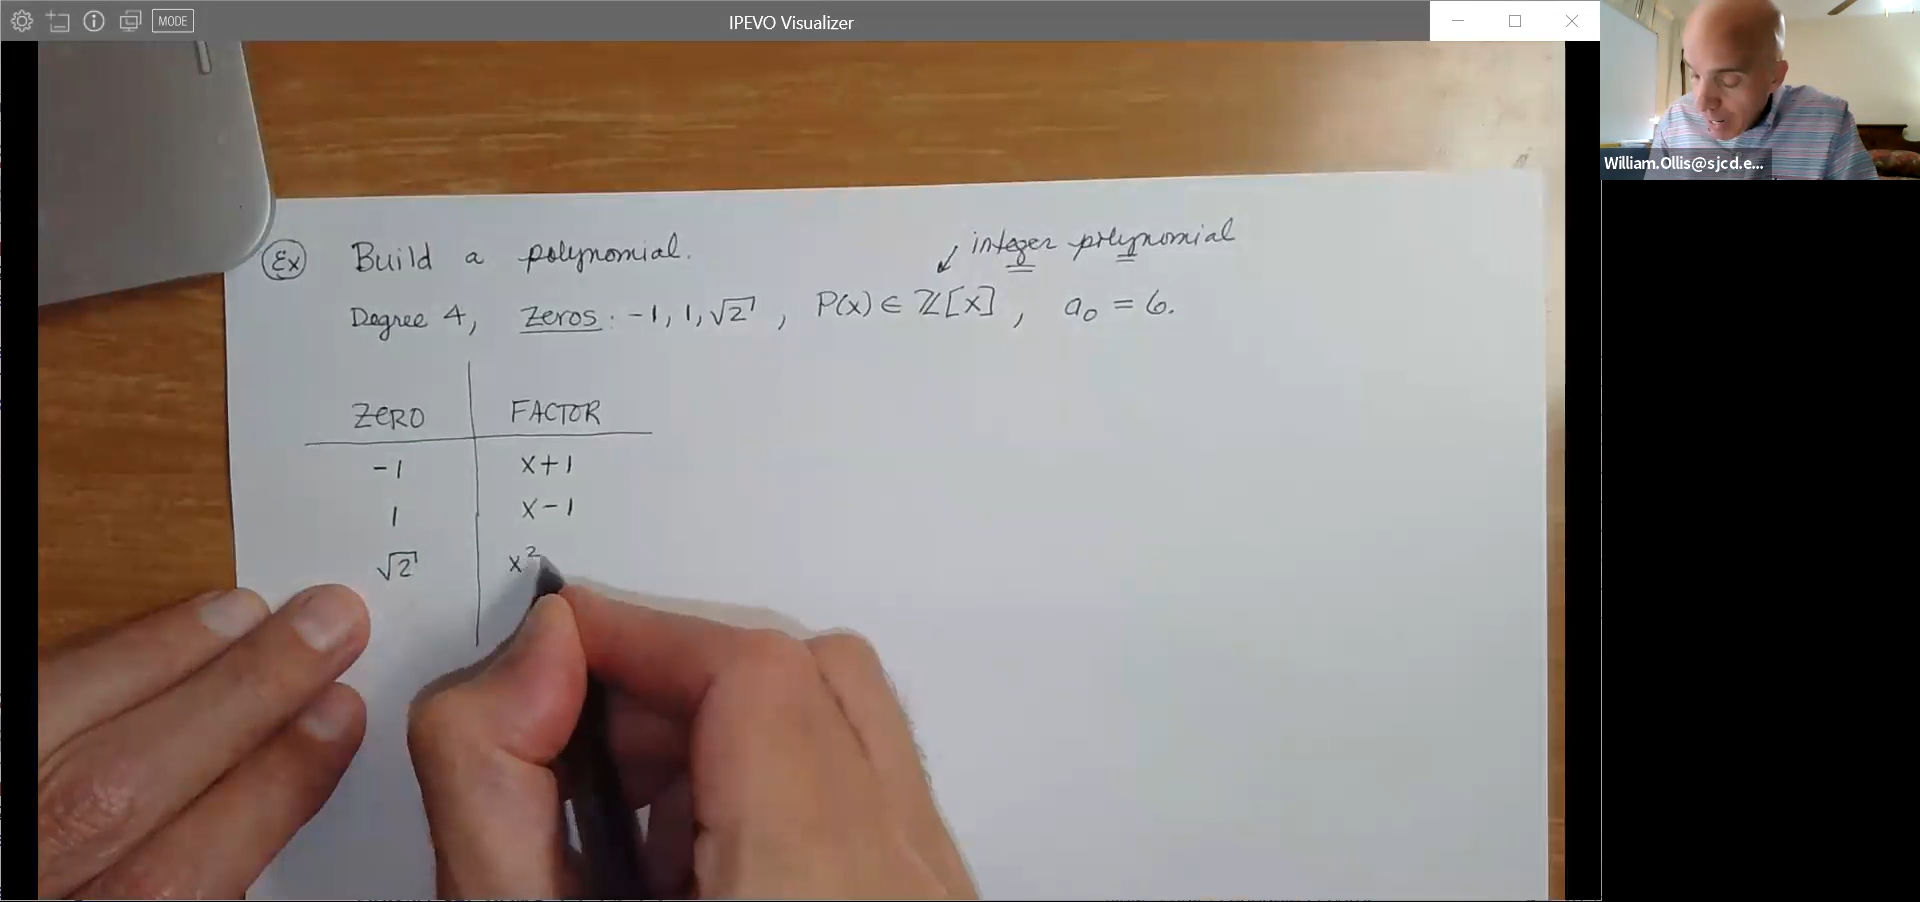 MODE
IPEVO Visualizer
William.Ollis@sjcd.e...
Ex Build a polynomial.
integer polynomial
Degree 4, Zeros: -1, 1, √2, P(x) ∈ ℤ[x], a₀ = 6.
ZERO FACTOR
-1 x+1
1 x-1
√2 x²